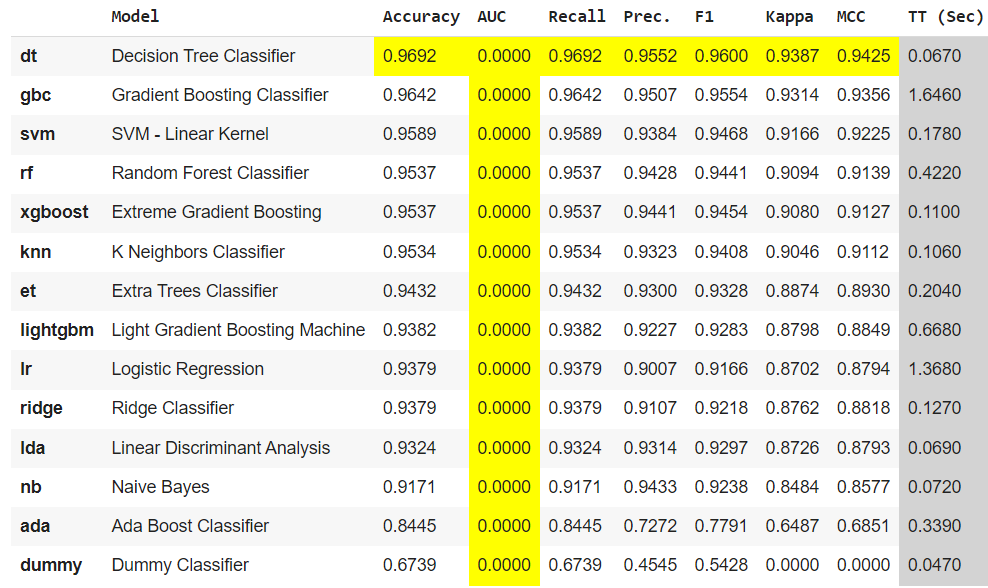 Model Accuracy AUC Recall Prec. F1 Kappa MCC TT (Sec)
dt Decision Tree Classifier 0.9692 0.0000 0.9692 0.9552 0.9600 0.9387 0.9425 0.0670
gbc Gradient Boosting Classifier 0.9642 0.0000 0.9642 0.9507 0.9554 0.9314 0.9356 1.6460
svm SVM - Linear Kernel 0.9589 0.0000 0.9589 0.9384 0.9468 0.9166 0.9225 0.1780
rf Random Forest Classifier 0.9537 0.0000 0.9537 0.9428 0.9441 0.9094 0.9139 0.4220
xgboost Extreme Gradient Boosting 0.9537 0.0000 0.9537 0.9441 0.9454 0.9080 0.9127 0.1100
knn K Neighbors Classifier 0.9534 0.0000 0.9534 0.9323 0.9408 0.9046 0.9112 0.1060
et Extra Trees Classifier 0.9432 0.0000 0.9432 0.9300 0.9328 0.8874 0.8930 0.2040
lightgbm Light Gradient Boosting Machine 0.9382 0.0000 0.9382 0.9227 0.9283 0.8798 0.8849 0.6680
lr Logistic Regression 0.9379 0.0000 0.9379 0.9007 0.9166 0.8702 0.8794 1.3680
ridge Ridge Classifier 0.9379 0.0000 0.9379 0.9107 0.9218 0.8762 0.8818 0.1270
lda Linear Discriminant Analysis 0.9324 0.0000 0.9324 0.9314 0.9297 0.8726 0.8793 0.0690
nb Naive Bayes 0.9171 0.0000 0.9171 0.9433 0.9238 0.8484 0.8577 0.0720
ada Ada Boost Classifier 0.8445 0.0000 0.8445 0.7272 0.7791 0.6487 0.6851 0.3390
dummy Dummy Classifier 0.6739 0.0000 0.6739 0.4545 0.5428 0.0000 0.0000 0.0470